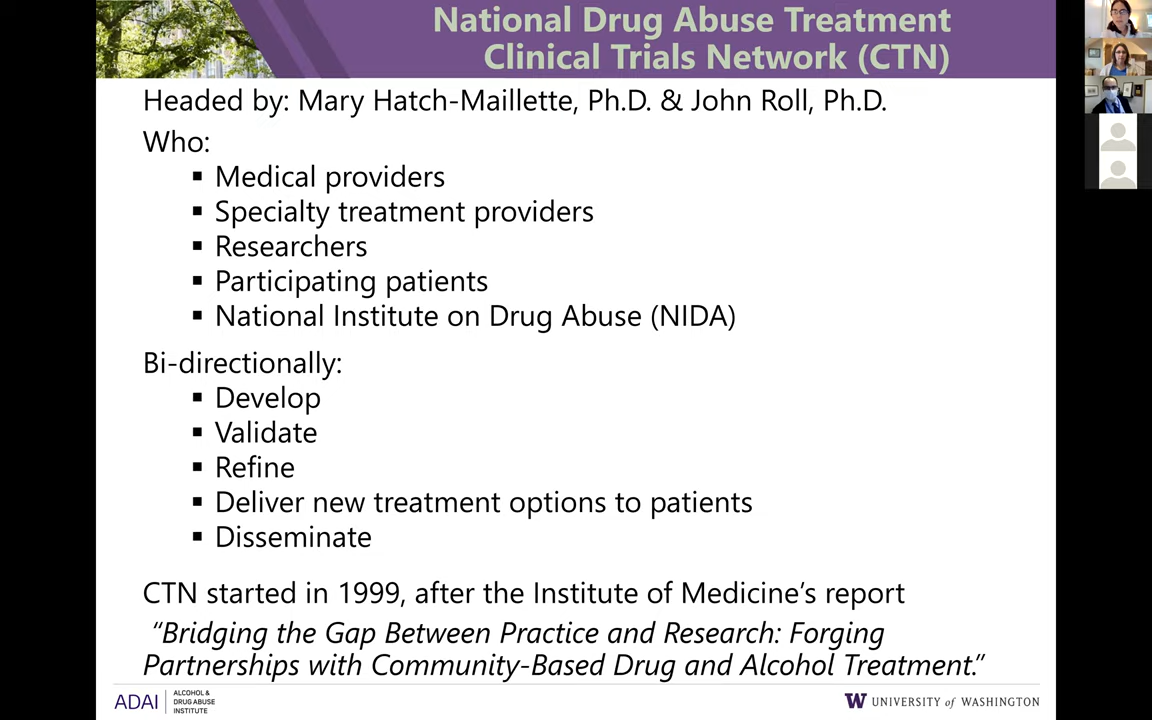 National Drug Abuse Treatment
Clinical Trials Network (CTN)
Headed by: Mary Hatch-Maillette, Ph.D. & John Roll, Ph.D.
Who:
▪ Medical providers
▪ Specialty treatment providers
▪ Researchers
▪ Participating patients
▪ National Institute on Drug Abuse (NIDA)
Bi-directionally:
▪ Develop
▪ Validate
▪ Refine
▪ Deliver new treatment options to patients
▪ Disseminate
CTN started in 1999, after the Institute of Medicine’s report
“Bridging the Gap Between Practice and Research: Forging
Partnerships with Community-Based Drug and Alcohol Treatment.”
ADAI
ALCOHOL &
DRUG ABUSE
INSTITUTE
W UNIVERSITY of WASHINGTON